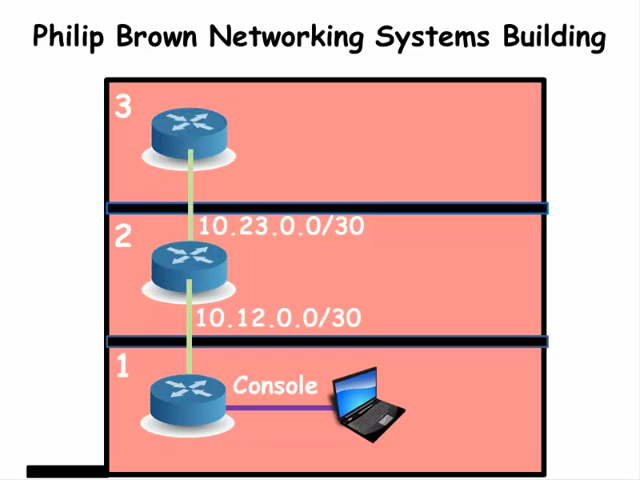 Philip Brown Networking Systems Building
3
10.23.0.0/30
2
10.12.0.0/30
1
Console